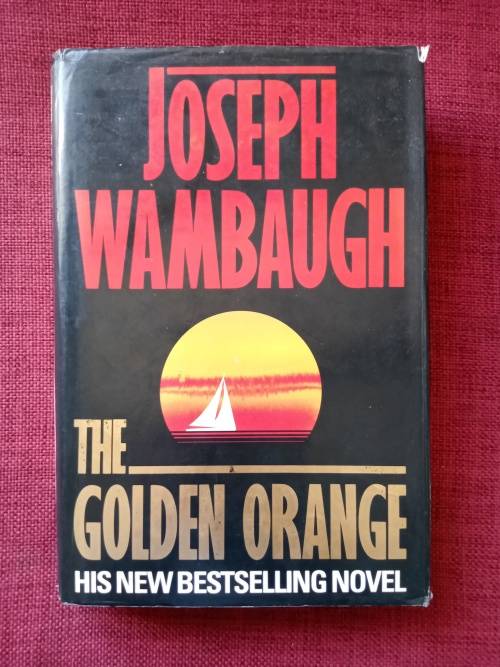 JOSEPH
WAMBAUGH
THE
GOLDEN ORANGE
HIS NEW BESTSELLING NOVEL